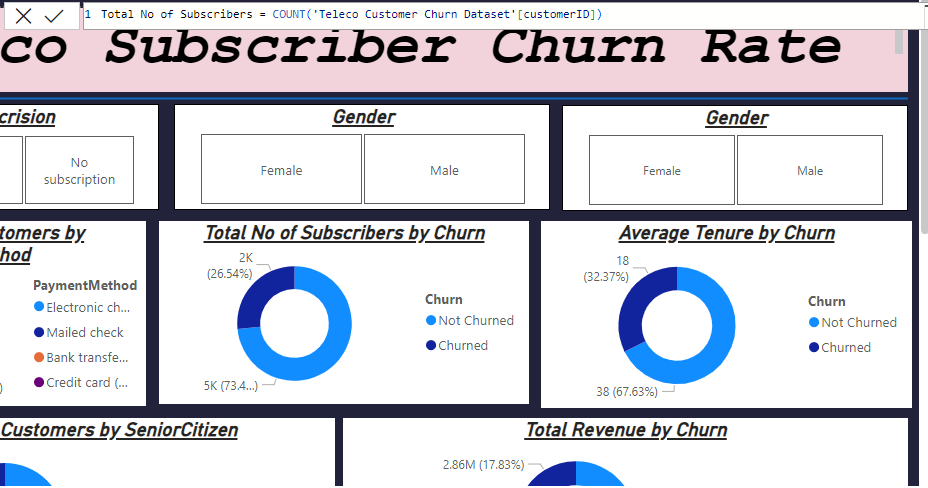 1 Total No of Subscribers = COUNT('Teleco Customer Churn Dataset'[customerID])
co Subscriber Churn Rate
crision
No
subscription
Gender
Female
Male
Gender
Female
Male
tomers by
hod
PaymentMethod
Electronic ch...
Mailed check
Bank transfe...
Credit card (...
)
Total No of Subscribers by Churn
2K
(26.54%)
5K (73.4...)
Churn
Not Churned
Churned
Average Tenure by Churn
18
(32.37%)
38 (67.63%)
Churn
Not Churned
Churned
Customers by SeniorCitizen
Total Revenue by Churn
2.86M (17.83%)